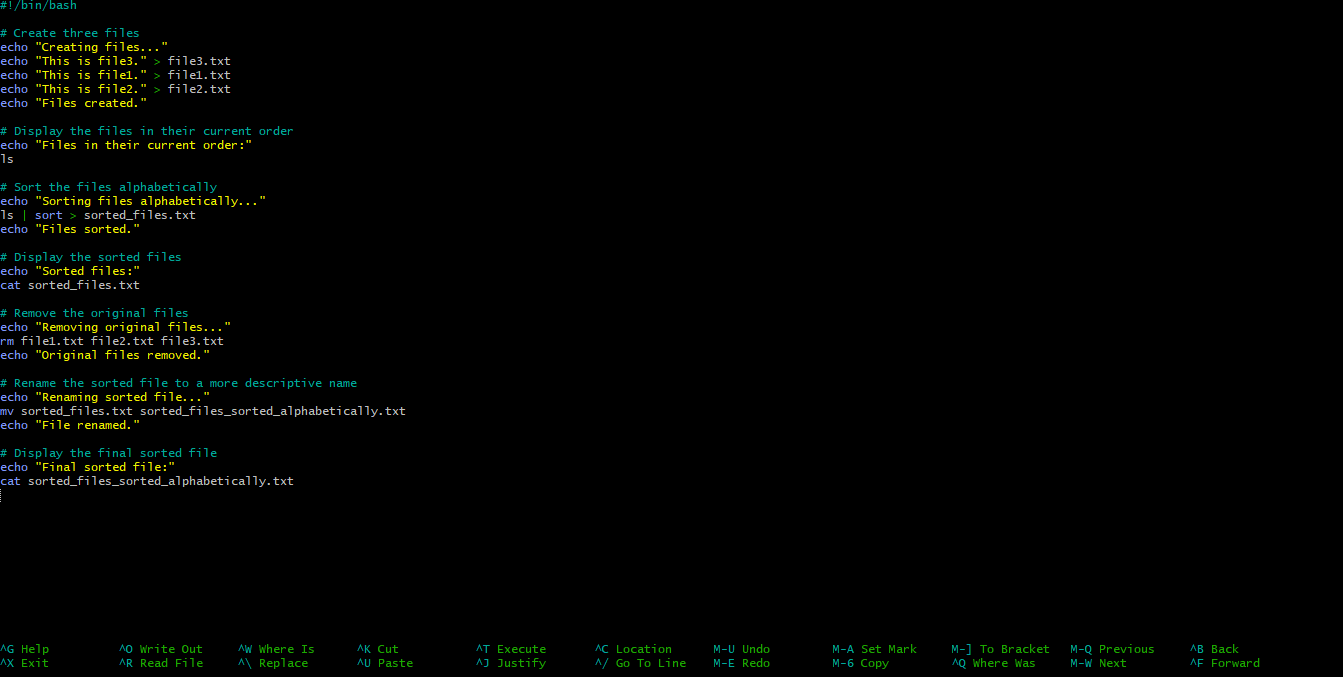 #!/bin/bash
# Create three files
echo "Creating files..."
echo "This is file3." > file3.txt
echo "This is file1." > file1.txt
echo "This is file2." > file2.txt
echo "Files created."
# Display the files in their current order
echo "Files in their current order:"
ls
# Sort the files alphabetically
echo "Sorting files alphabetically..."
ls | sort > sorted_files.txt
echo "Files sorted."
# Display the sorted files
echo "Sorted files:"
cat sorted_files.txt
# Remove the original files
echo "Removing original files..."
rm file1.txt file2.txt file3.txt
echo "Original files removed."
# Rename the sorted file to a more descriptive name
echo "Renaming sorted file..."
mv sorted_files.txt sorted_files_sorted_alphabetically.txt
echo "File renamed."
# Display the final sorted file
echo "Final sorted file:"
cat sorted_files_sorted_alphabetically.txt
^G Help ^O Write Out ^W Where Is ^K Cut ^T Execute ^C Location M-U Undo M-A Set Mark M-] To Bracket M-Q Previous ^B Back
^X Exit ^R Read File ^\ Replace ^U Paste ^J Justify ^/ Go To Line M-E Redo M-6 Copy ^Q Where Was M-W Next ^F Forward